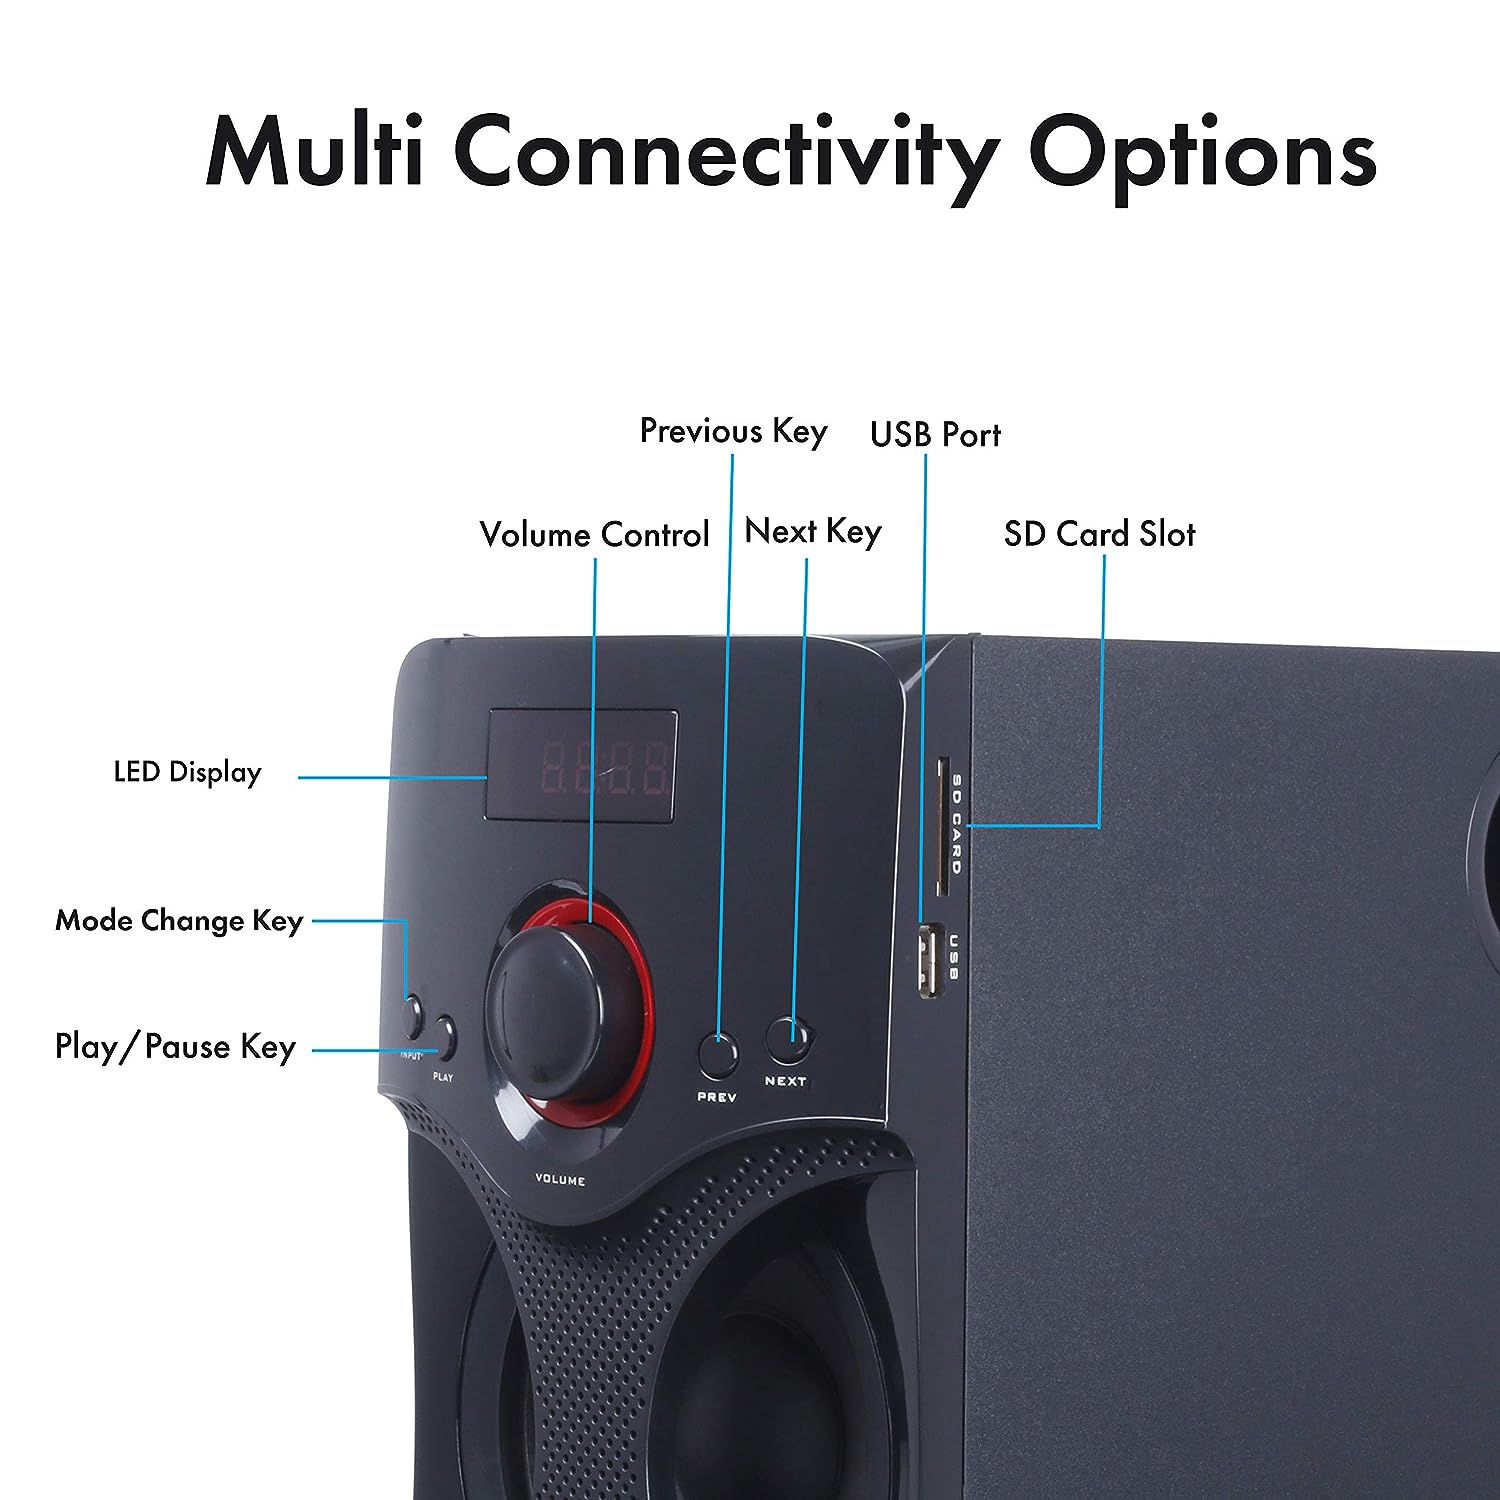 Multi Connectivity Options
Previous Key
USB Port
Volume Control
Next Key
SD Card Slot
LED Display
SD CARD
Mode Change Key
USB
Play/Pause Key
INPUT
PLAY
NEXT
PREV
VOLUME